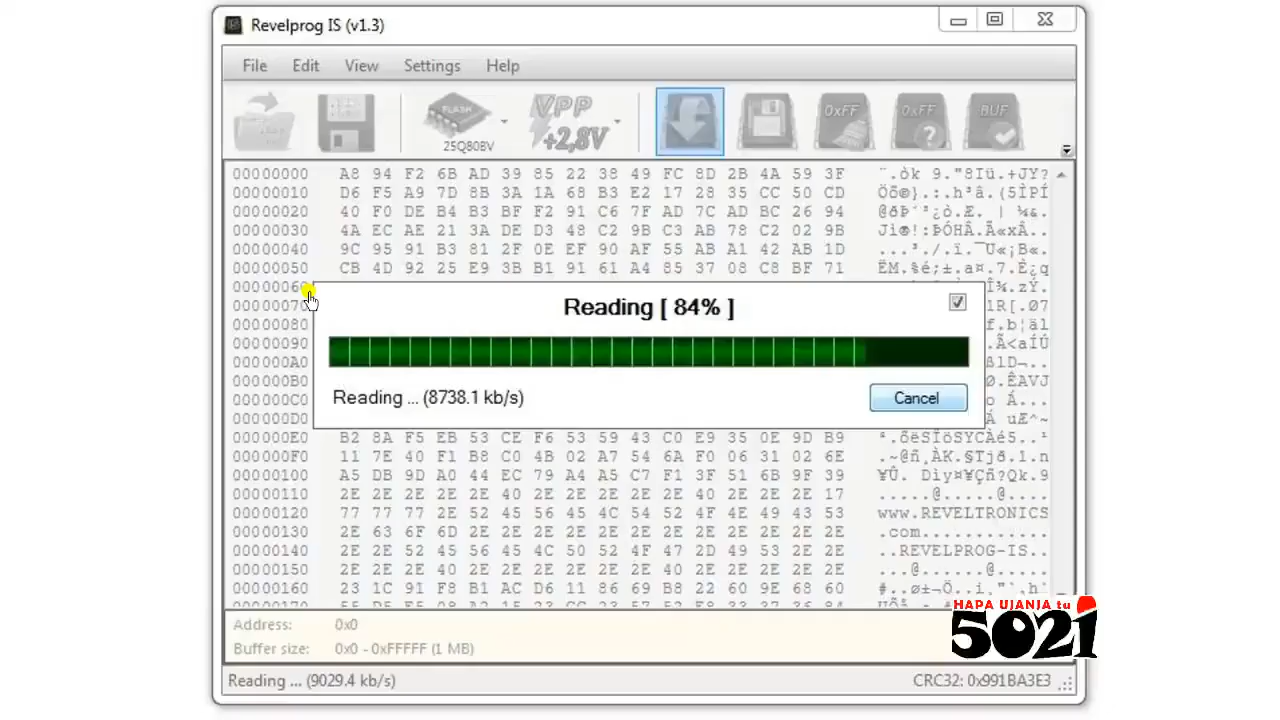 Revelprog IS (v1.3)
File Edit View Settings Help
FLASH 25Q80BV VPP +2,8V 0xFF 0xFF ? BUF
00000000 A8 94 F2 6B AD 39 85 22 38 49 FC 8D 2B 4A 59 3F
00000010 D6 F5 A9 7D 8B 3A 1A 68 B3 E2 17 28 35 CC 50 CD
00000020 40 F0 DE B4 B3 BF F2 91 C6 7F AD 7C AD BC 26 94
00000030 4A EC AE 21 3A DE D3 48 C2 9B C3 AB 78 C2 02 9B
00000040 9C 95 91 B3 81 2F 0E EF 90 AF 55 AB A1 42 AB 1D
00000050 CB 4D 92 25 E9 3B B1 91 61 A4 85 37 08 C8 BF 71
Reading [ 84% ]
00000080
00000090
000000A0
000000B0
000000C0
Reading ... (8738.1 kb/s) Cancel
000000D0
000000E0 B2 8A F5 EB 53 CE F6 53 59 43 C0 E9 35 0E 9D B9
000000F0 11 7E 40 F1 B8 C0 4B 02 A7 54 6A F0 06 31 02 6E
00000100 A5 DB 9D A0 44 EC 79 A4 A5 C7 F1 3F 51 6B 9F 39
00000110 2E 2E 2E 2E 40 2E 2E 2E 2E 2E 2E 40 2E 2E 2E 17 .....@.....@....
00000120 77 77 77 2E 52 45 56 45 4C 54 52 4F 4E 49 43 53 www.REVELTRONICS
00000130 2E 63 6F 6D 2E 2E 2E 2E 2E 2E 2E 2E 2E 2E 2E 2E .com............
00000140 2E 2E 52 45 56 45 4C 50 52 4F 47 2D 49 53 2E 2E ..REVELPROG-IS..
00000150 2E 2E 2E 40 2E 2E 2E 2E 2E 2E 40 2E 2E 2E 2E 2E ...@......@.....
00000160 23 1C 91 F8 B1 AC D6 11 86 69 B8 22 60 9E 68 60
HAPA UJANJA tu
5021
Address: 0x0
Buffer size: 0x0 - 0xFFFFF (1 MB)
Reading ... (9029.4 kb/s) CRC32: 0x991BA3E3